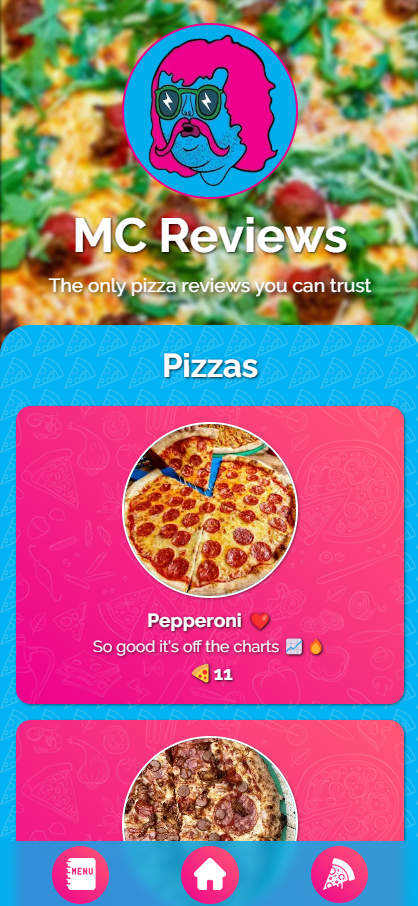 MC Reviews
The only pizza reviews you can trust
Pizzas
Pepperoni ❤️
So good it's off the charts 📈 🔥
🍕 11
MENU